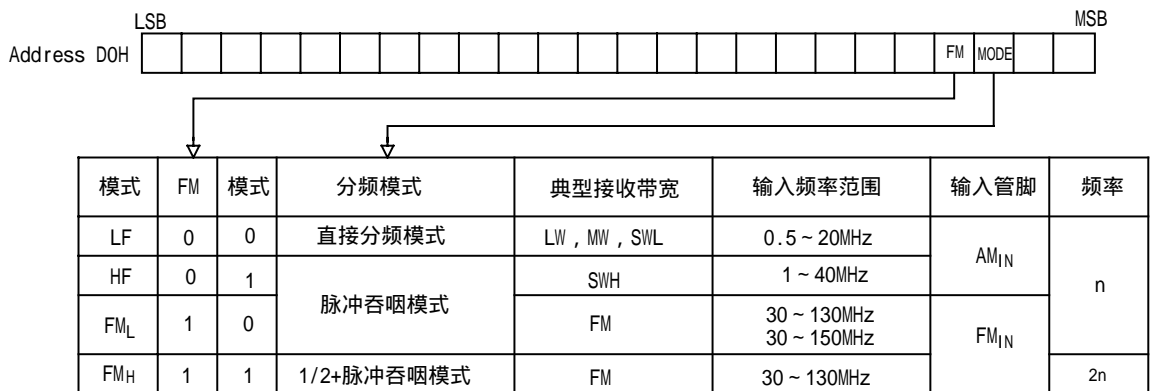 LSB MSB
Address D0H FM MODE
模式 FM 模式 分频模式 典型接收带宽 输入频率范围 输入管脚 频率
LF 0 0 直接分频模式 LW，MW，SWL 0.5～20MHz AMIN n
HF 0 1 脉冲吞咽模式 SWH 1～40MHz
FML 1 0 FM 30～130MHz
30～150MHz FMIN
FMH 1 1 1/2+脉冲吞咽模式 FM 30～130MHz 2n